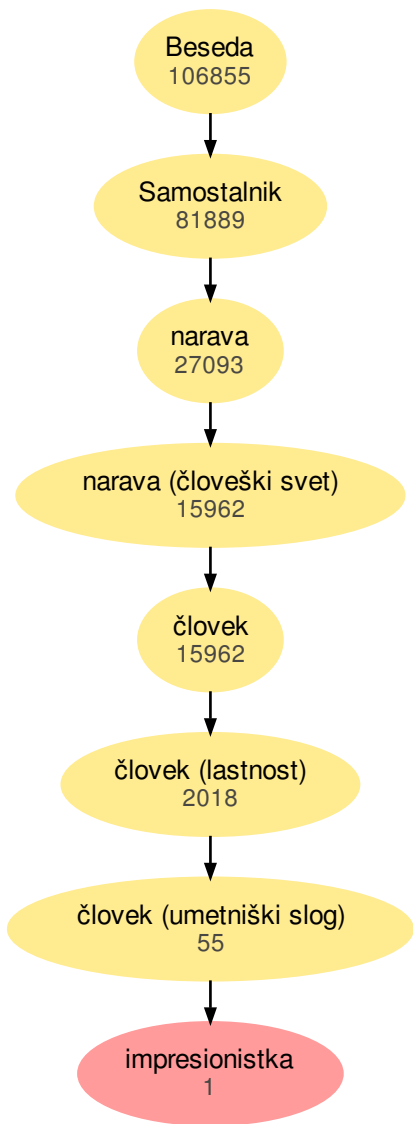 Beseda
106855
Samostalnik
81889
narava
27093
narava (človeški svet)
15962
človek
15962
človek (lastnost)
2018
človek (umetniški slog)
55
impresionistka
1